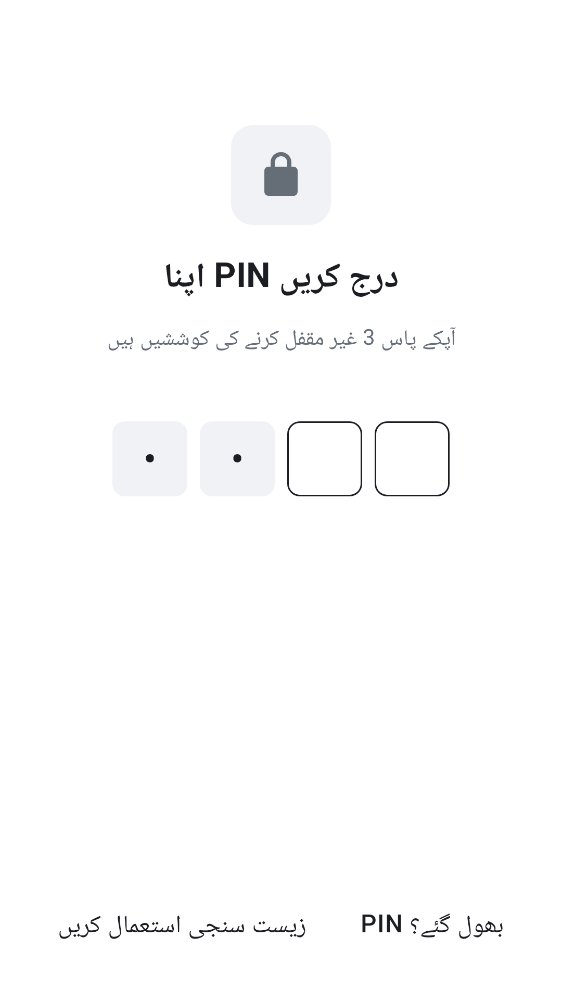 اپنا PIN درج کریں
آپکے پاس 3 غیر مقفل کرنے کی کوششیں ہیں
PIN بھول گئے؟
زیست سنجی استعمال کریں